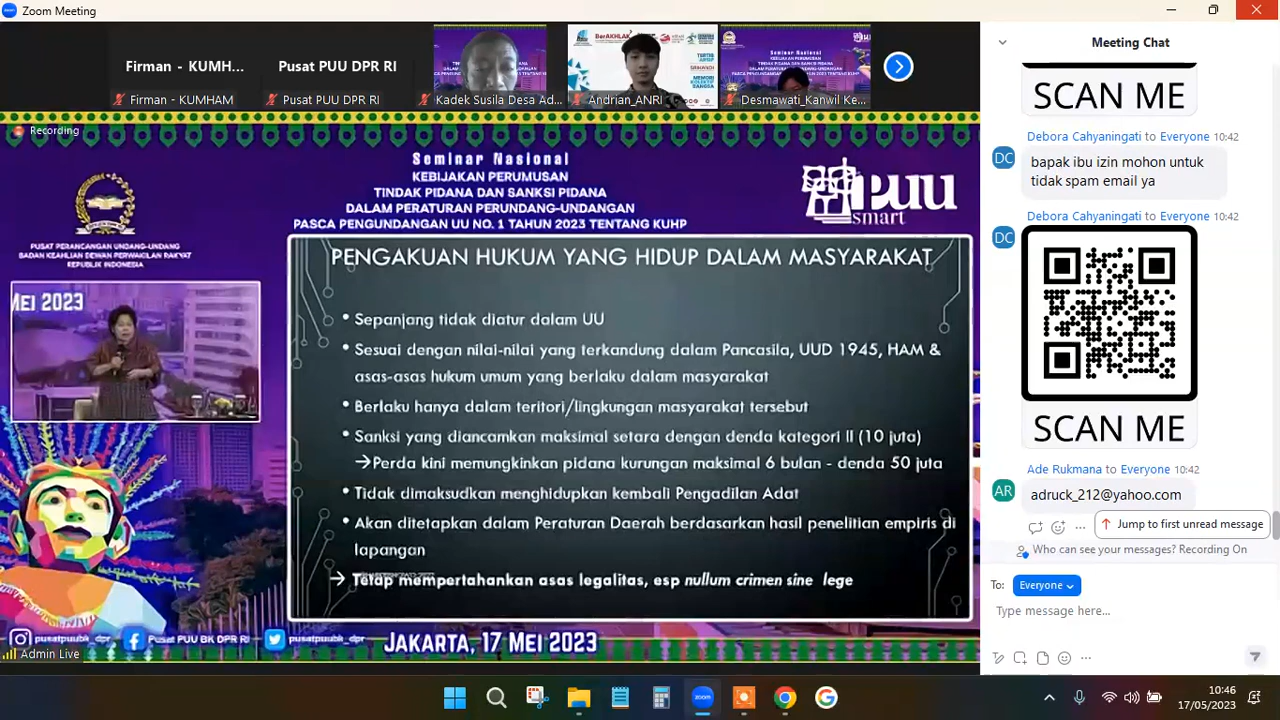 Zoom Meeting
Firman - KUMH...
Pusat PUU DPR RI
Firman - KUMHAM
Pusat PUU DPR RI
Kadek Susila Desa Ad...
Andrian_ANRI
Desmawati_Kanwil Ke...
Recording
Seminar Nasional
KEBIJAKAN PERUMUSAN
TINDAK PIDANA DAN SANKSI PIDANA
DALAM PERATURAN PERUNDANG-UNDANGAN
PASCA PENGUNDANGAN UU NO. 1 TAHUN 2023 TENTANG KUHP
PUU
smart
PUSAT PERANCANGAN UNDANG-UNDANG
BADAN KEAHLIAN DEWAN PERWAKILAN RAKYAT
REPUBLIK INDONESIA
MEI 2023
PENGAKUAN HUKUM YANG HIDUP DALAM MASYARAKAT
• Sepanjang tidak diatur dalam UU
• Sesuai dengan nilai-nilai yang terkandung dalam Pancasila, UUD 1945, HAM &
asas-asas hukum umum yang berlaku dalam masyarakat
• Berlaku hanya dalam teritori/lingkungan masyarakat tersebut
• Sanksi yang diancamkan maksimal setara dengan denda kategori II (10 juta)
→Perda kini memungkinkan pidana kurungan maksimal 6 bulan - denda 50 juta
• Tidak dimaksudkan menghidupkan kembali Pengadilan Adat
• Akan ditetapkan dalam Peraturan Daerah berdasarkan hasil penelitian empiris di
lapangan
→ Tetap mempertahankan asas legalitas, esp nullum crimen sine lege
pusatpuubk_dpr
Pusat PUU BK DPR RI
pusatpuubk_dpr
JAKARTA, 17 MEI 2023
Admin Live
Meeting Chat
SCAN ME
Debora Cahyaningati to Everyone 10:42
DC
bapak ibu izin mohon untuk
tidak spam email ya
Debora Cahyaningati to Everyone 10:42
DC
SCAN ME
Ade Rukmana to Everyone 10:42
AR
adruck_212@yahoo.com
Jump to first unread message
Who can see your messages? Recording On
To: Everyone
Type message here...
zoom
10:46
17/05/2023